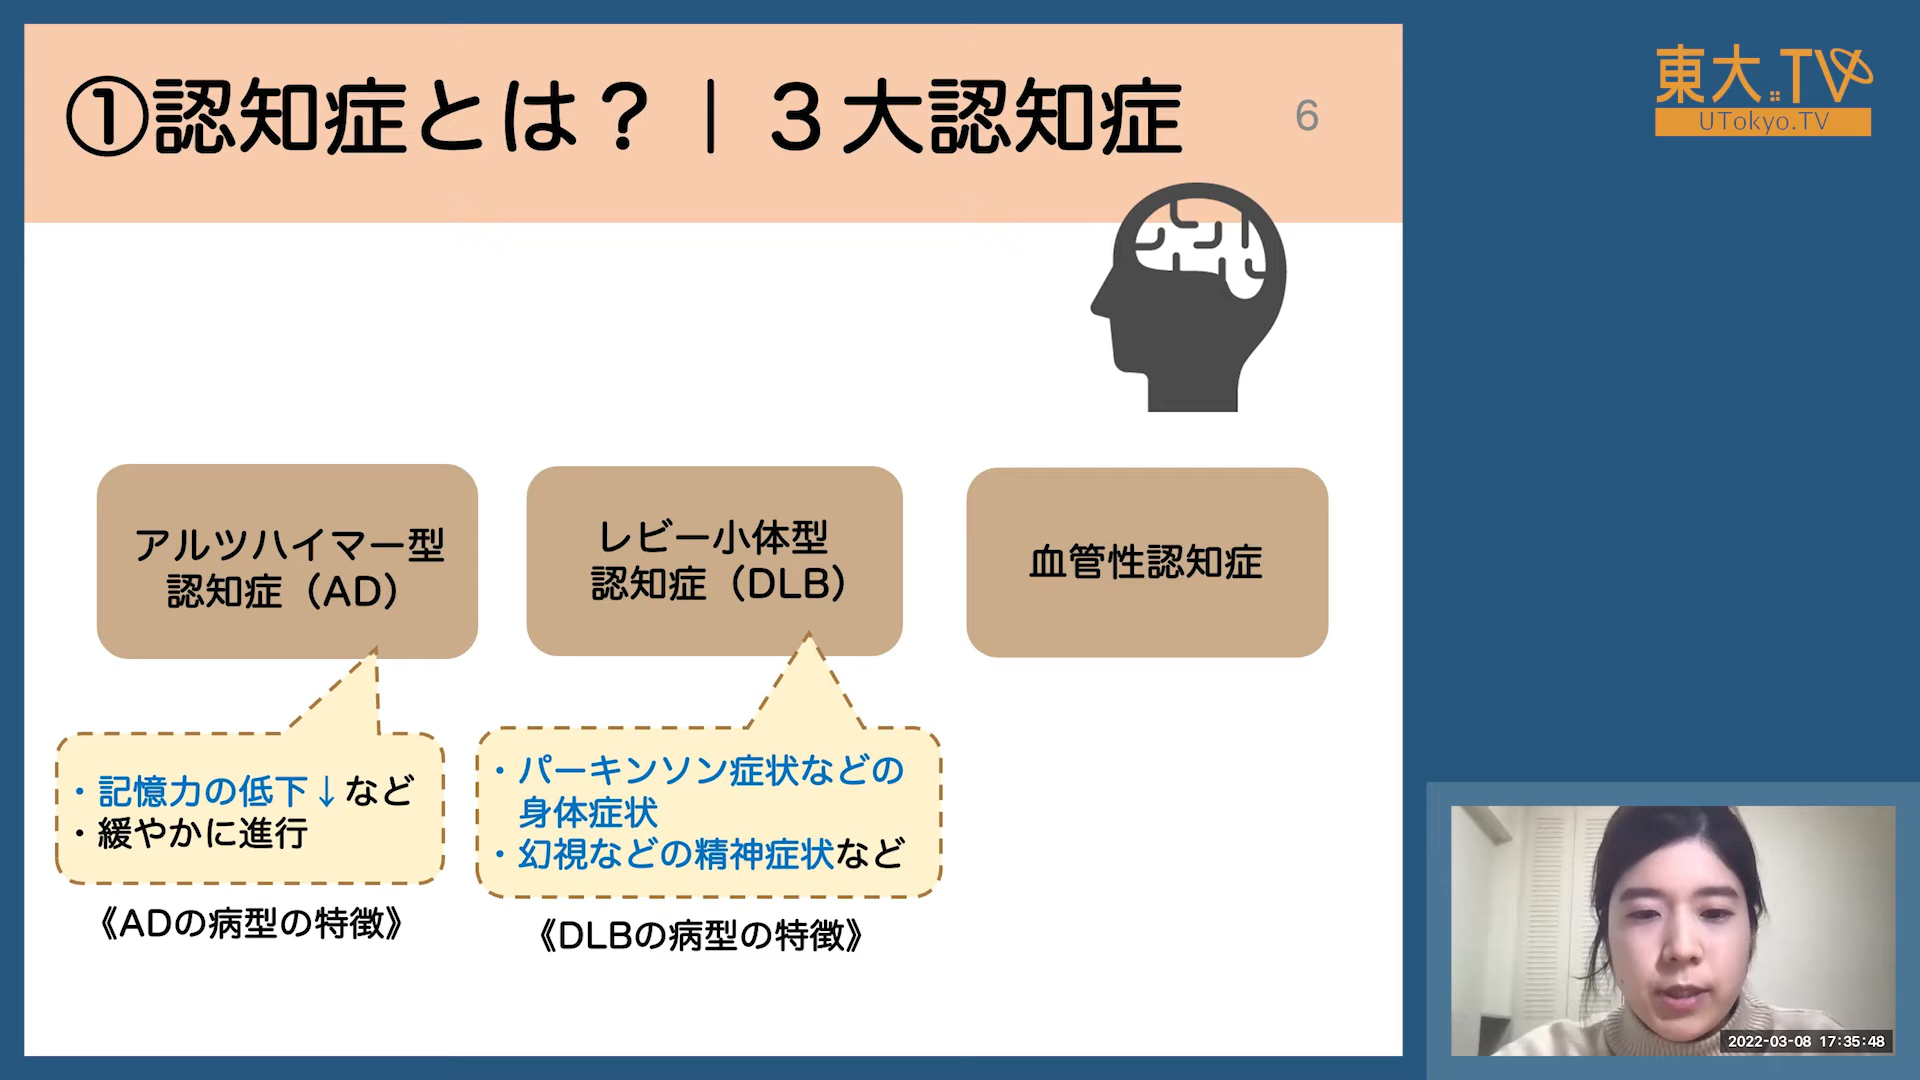 ①認知症とは？｜３大認知症
6
東大TV
UTokyo.TV
アルツハイマー型
認知症（AD）
レビー小体型
認知症（DLB）
血管性認知症
・記憶力の低下↓など
・緩やかに進行
・パーキンソン症状などの
身体症状
・幻視などの精神症状など
《ADの病型の特徴》
《DLBの病型の特徴》
2022-03-08 17:35:48